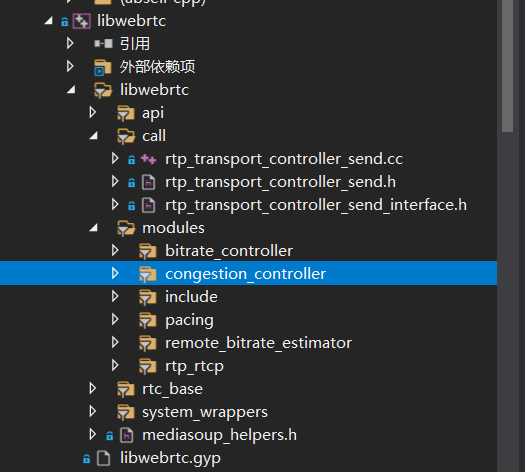 (abseil-cpp)
libwebrtc
引用
外部依赖项
libwebrtc
api
call
rtp_transport_controller_send.cc
rtp_transport_controller_send.h
rtp_transport_controller_send_interface.h
modules
bitrate_controller
congestion_controller
include
pacing
remote_bitrate_estimator
rtp_rtcp
rtc_base
system_wrappers
mediasoup_helpers.h
libwebrtc.gyp